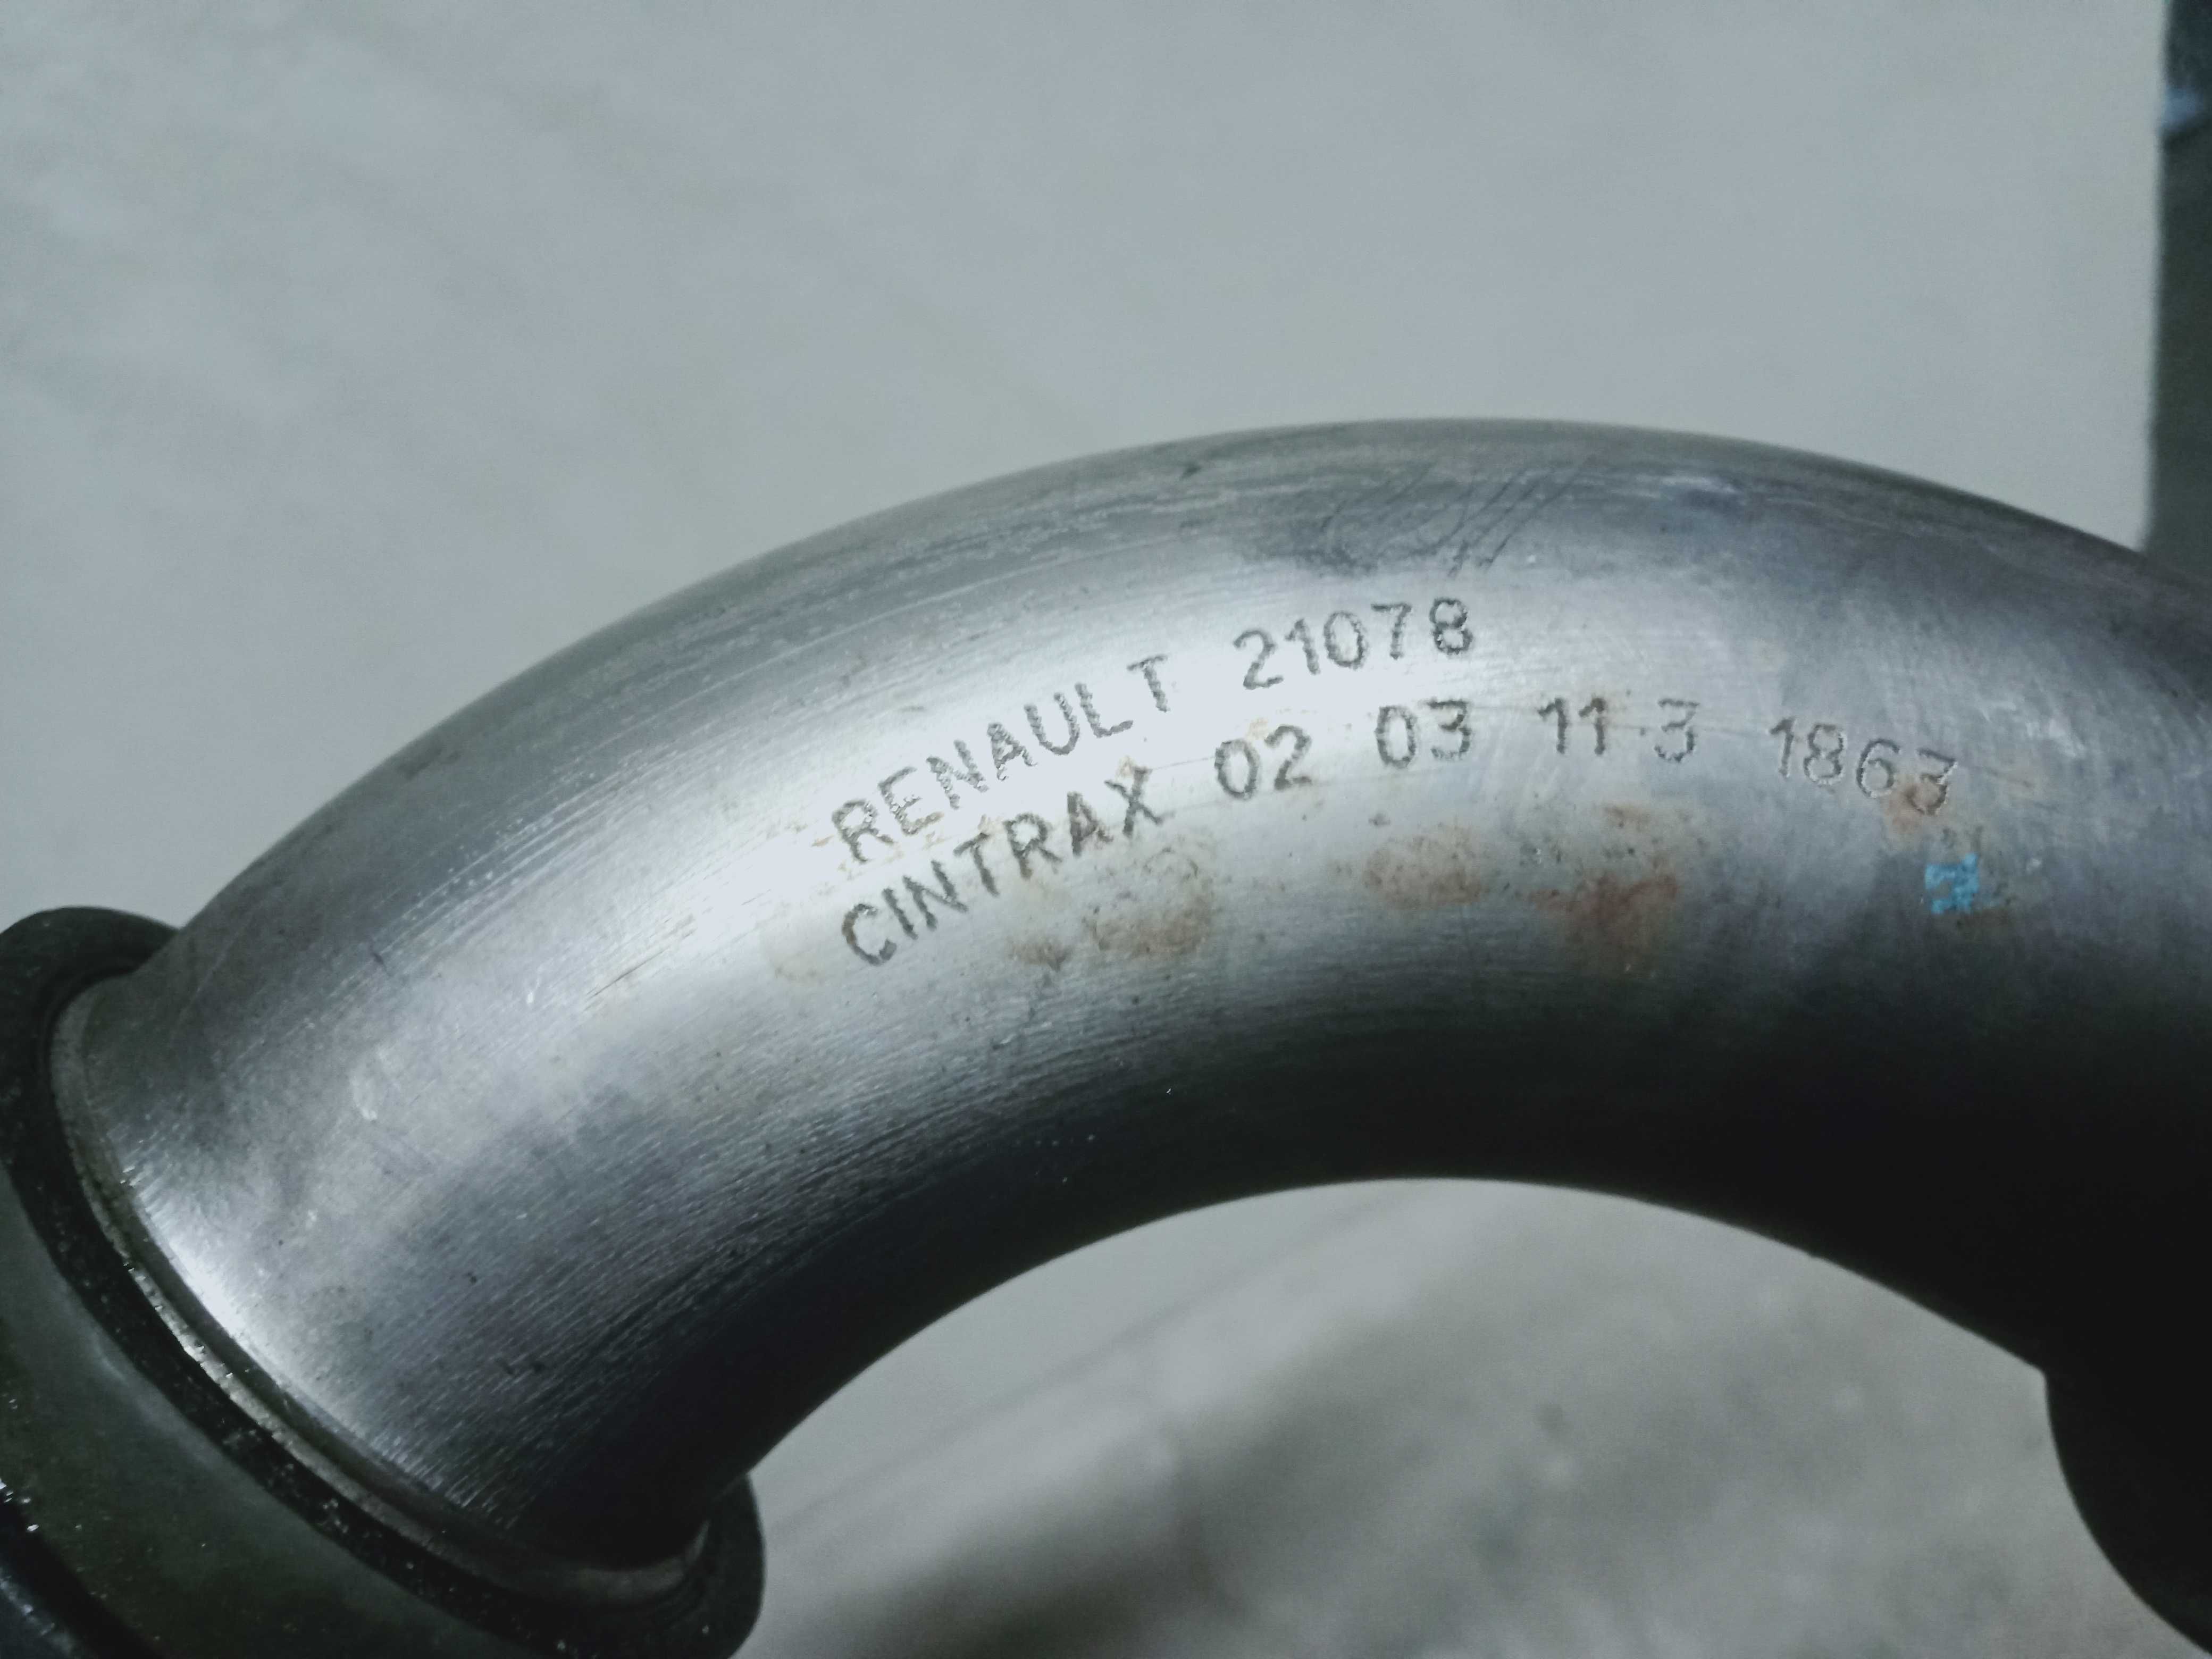 RENAULT 21078
CINTRAX 02 03 11 3 1863